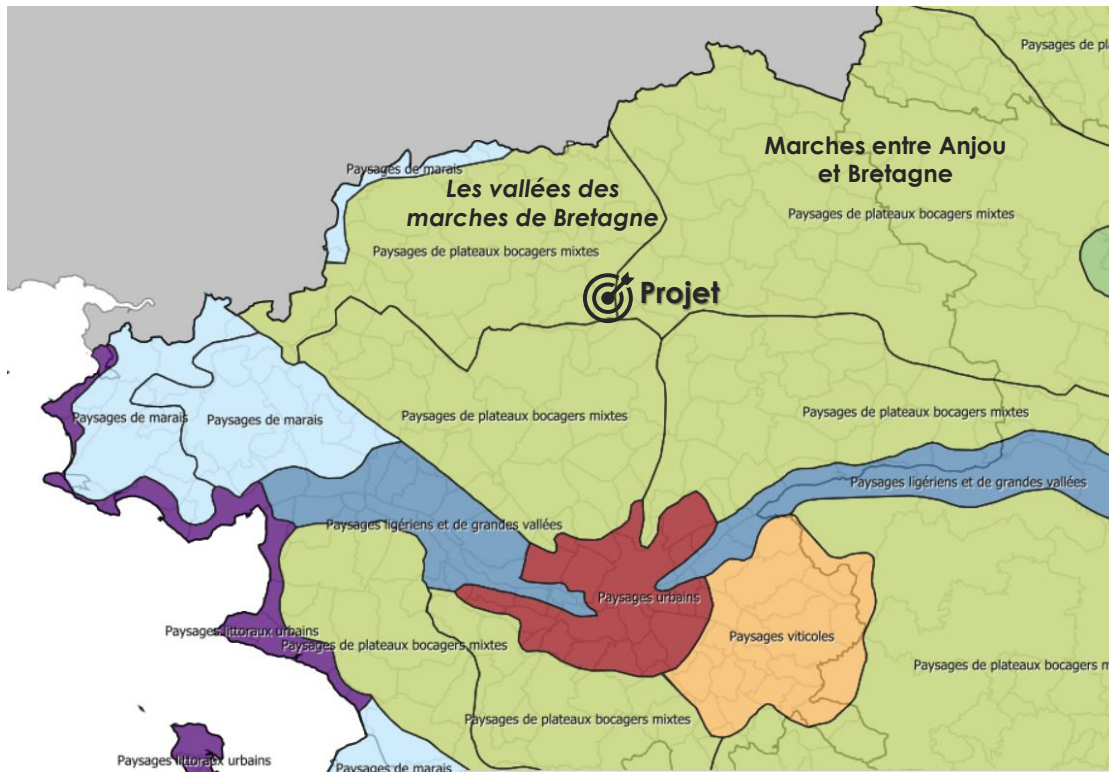 Paysages de pl
Marches entre Anjou
et Bretagne
Paysages de marais
Les vallées des
marches de Bretagne
Paysages de plateaux bocagers mixtes
Paysages de plateaux bocagers mixtes
Projet
Paysages de marais
Paysages de marais
Paysages de plateaux bocagers mixtes
Paysages de plateaux bocagers mixtes
Paysages ligériens et de grandes vallées
Paysages ligériens et de grandes vallées
Paysages urbains
Paysages littoraux urbains
Paysages de plateaux bocagers mixtes
Paysages viticoles
Paysages de plateaux bocagers m
Paysages de plateaux bocagers mixtes
Paysages littoraux urbains
Paysages de marais